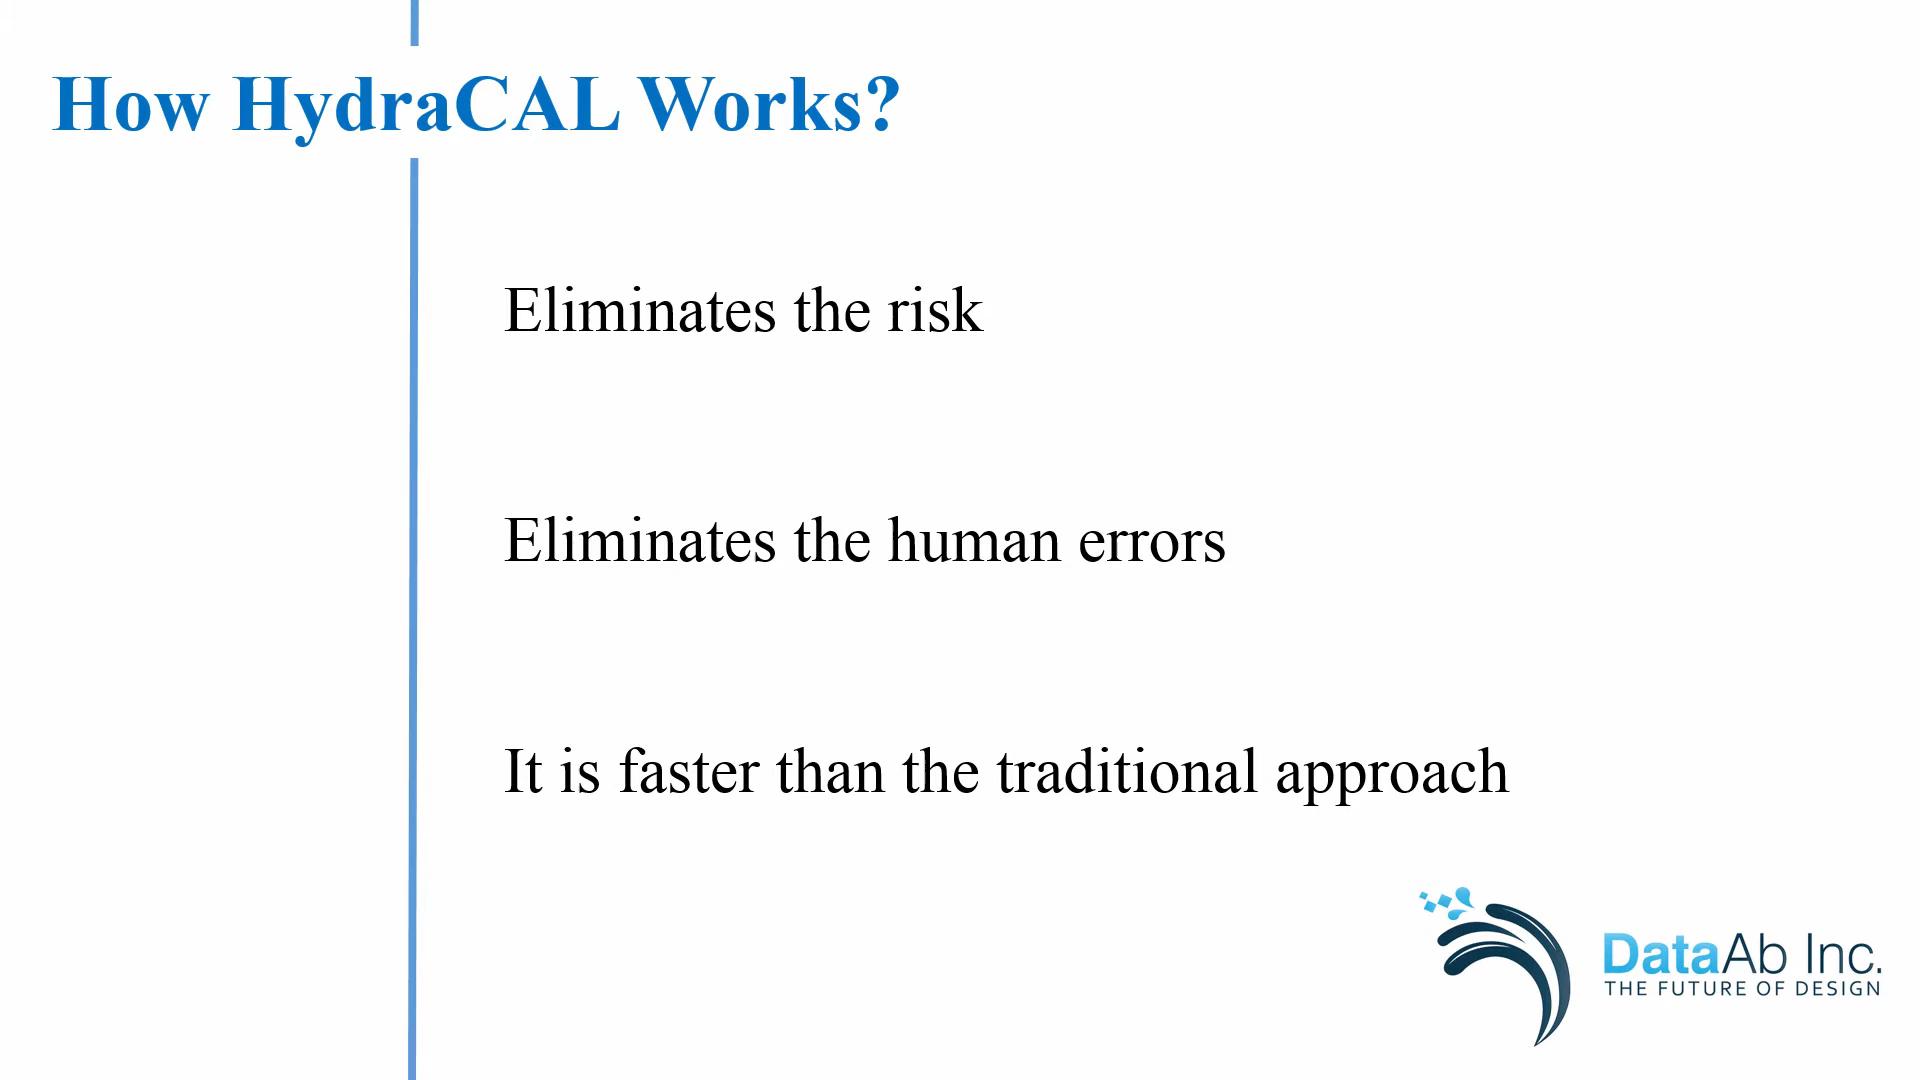 How HydraCAL Works?
Eliminates the risk
Eliminates the human errors
It is faster than the traditional approach
DataAb Inc.
THE FUTURE OF DESIGN